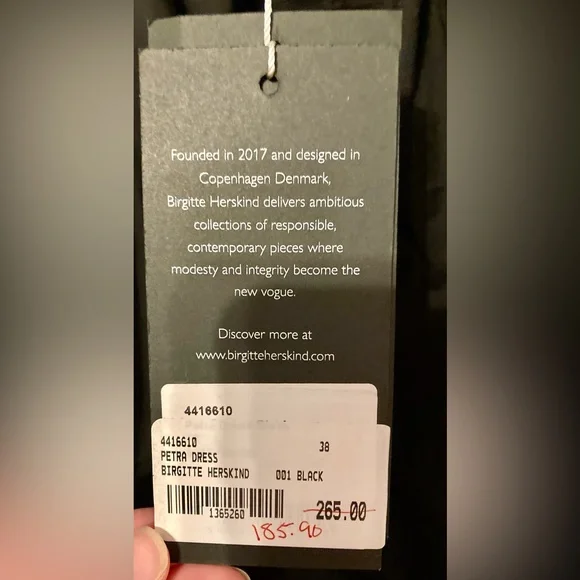 Founded in 2017 and designed in
Copenhagen Denmark,
Birgitte Herskind delivers ambitious
collections of responsible,
contemporary pieces where
modesty and integrity become the
new vogue.
Discover more at
www.birgitteherskind.com
4416610
4416610 38
PETRA DRESS
BIRGITTE HERSKIND 001 BLACK
1365260
265.00
185.90